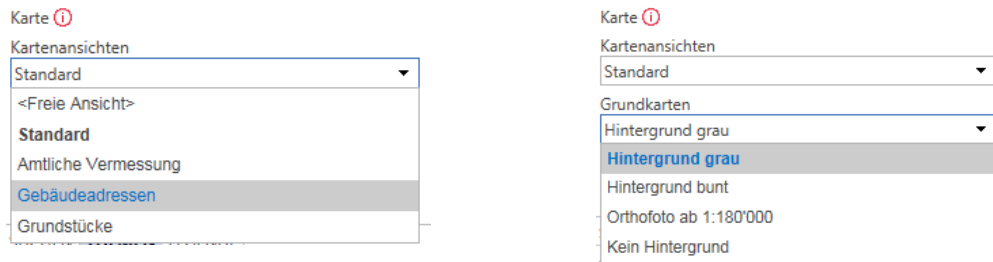 Karte
Kartenansichten
Standard
<Freie Ansicht>
Standard
Amtliche Vermessung
Gebäudeadressen
Grundstücke
Karte
Kartenansichten
Standard
Grundkarten
Hintergrund grau
Hintergrund grau
Hintergrund bunt
Orthofoto ab 1:180'000
Kein Hintergrund